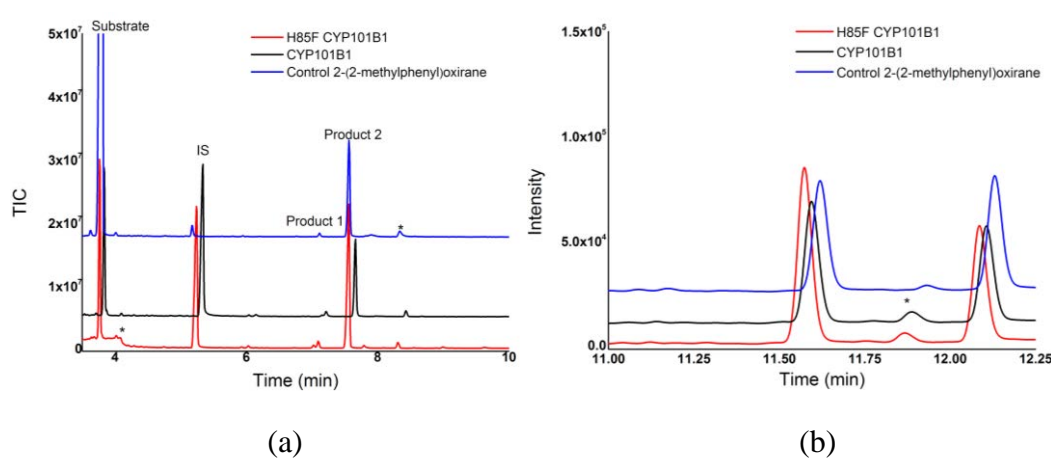 Substrate
5x10⁷
4x10⁷
3x10⁷
2x10⁷
1x10⁷
0
TIC
H85F CYP101B1
CYP101B1
Control 2-(2-methylphenyl)oxirane
IS
Product 2
Product 1
*
*
4 6 8 10
Time (min)
(a)
1.5x10⁵
1.0x10⁵
5.0x10⁴
0.0
Intensity
H85F CYP101B1
CYP101B1
Control 2-(2-methylphenyl)oxirane
*
11.00 11.25 11.50 11.75 12.00 12.25
Time (min)
(b)